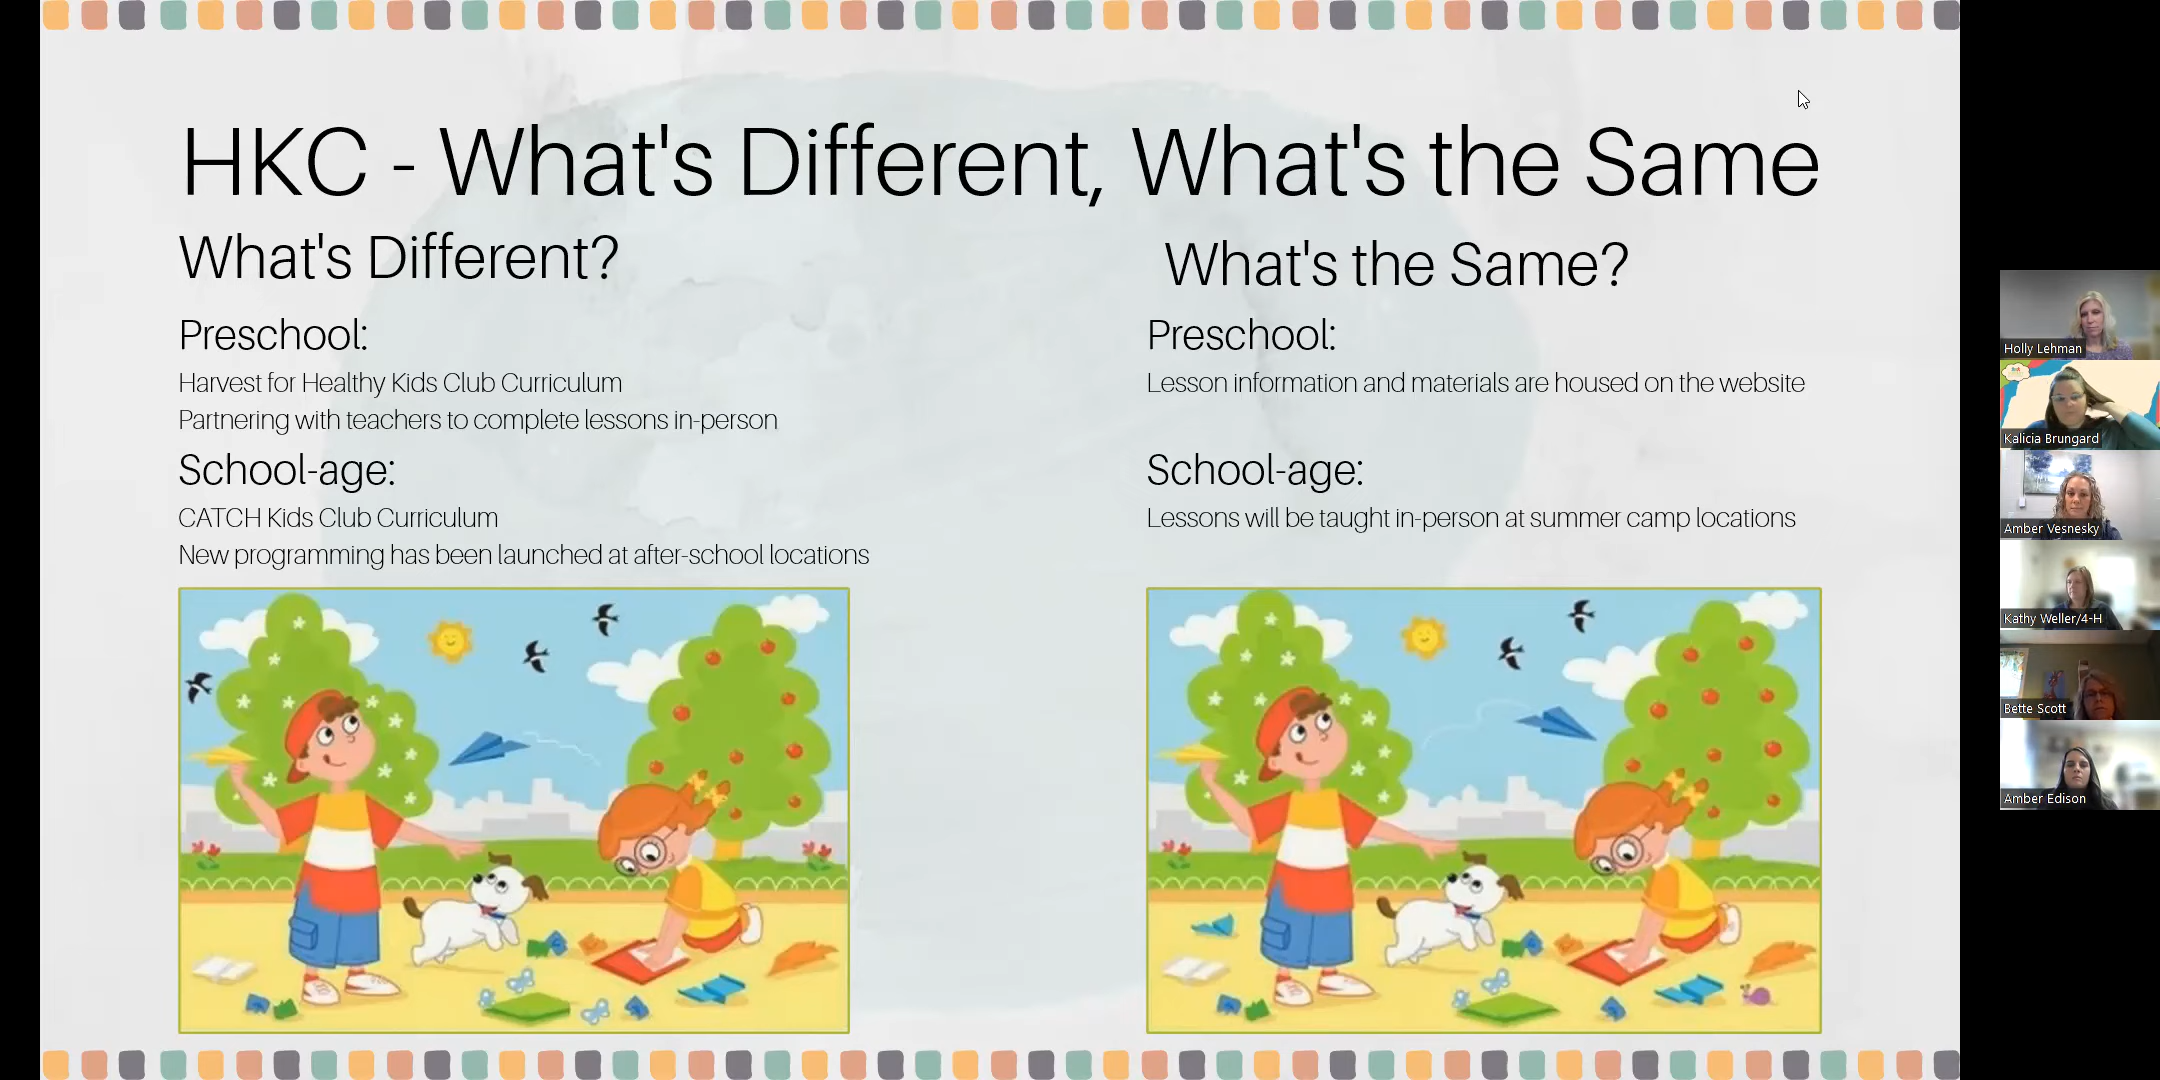 HKC - What's Different, What's the Same
What's Different?
Preschool:
Harvest for Healthy Kids Club Curriculum
Partnering with teachers to complete lessons in-person
School-age:
CATCH Kids Club Curriculum
New programming has been launched at after-school locations
What's the Same?
Preschool:
Lesson information and materials are housed on the website
School-age:
Lessons will be taught in-person at summer camp locations
Holly Lehman
Kalicia Brungard
Amber Vesnesky
Kathy Weller/4-H
Bette Scott
Amber Edison